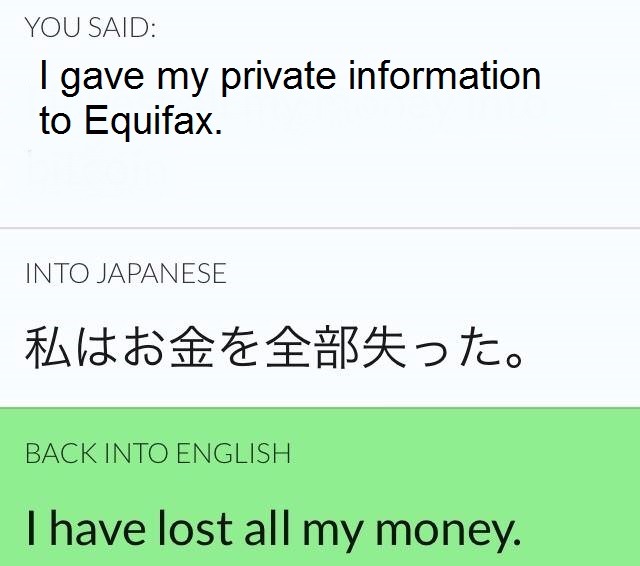 YOU SAID:
I gave my private information
to Equifax.
INTO JAPANESE
私はお金を全部失った。
BACK INTO ENGLISH
I have lost all my money.